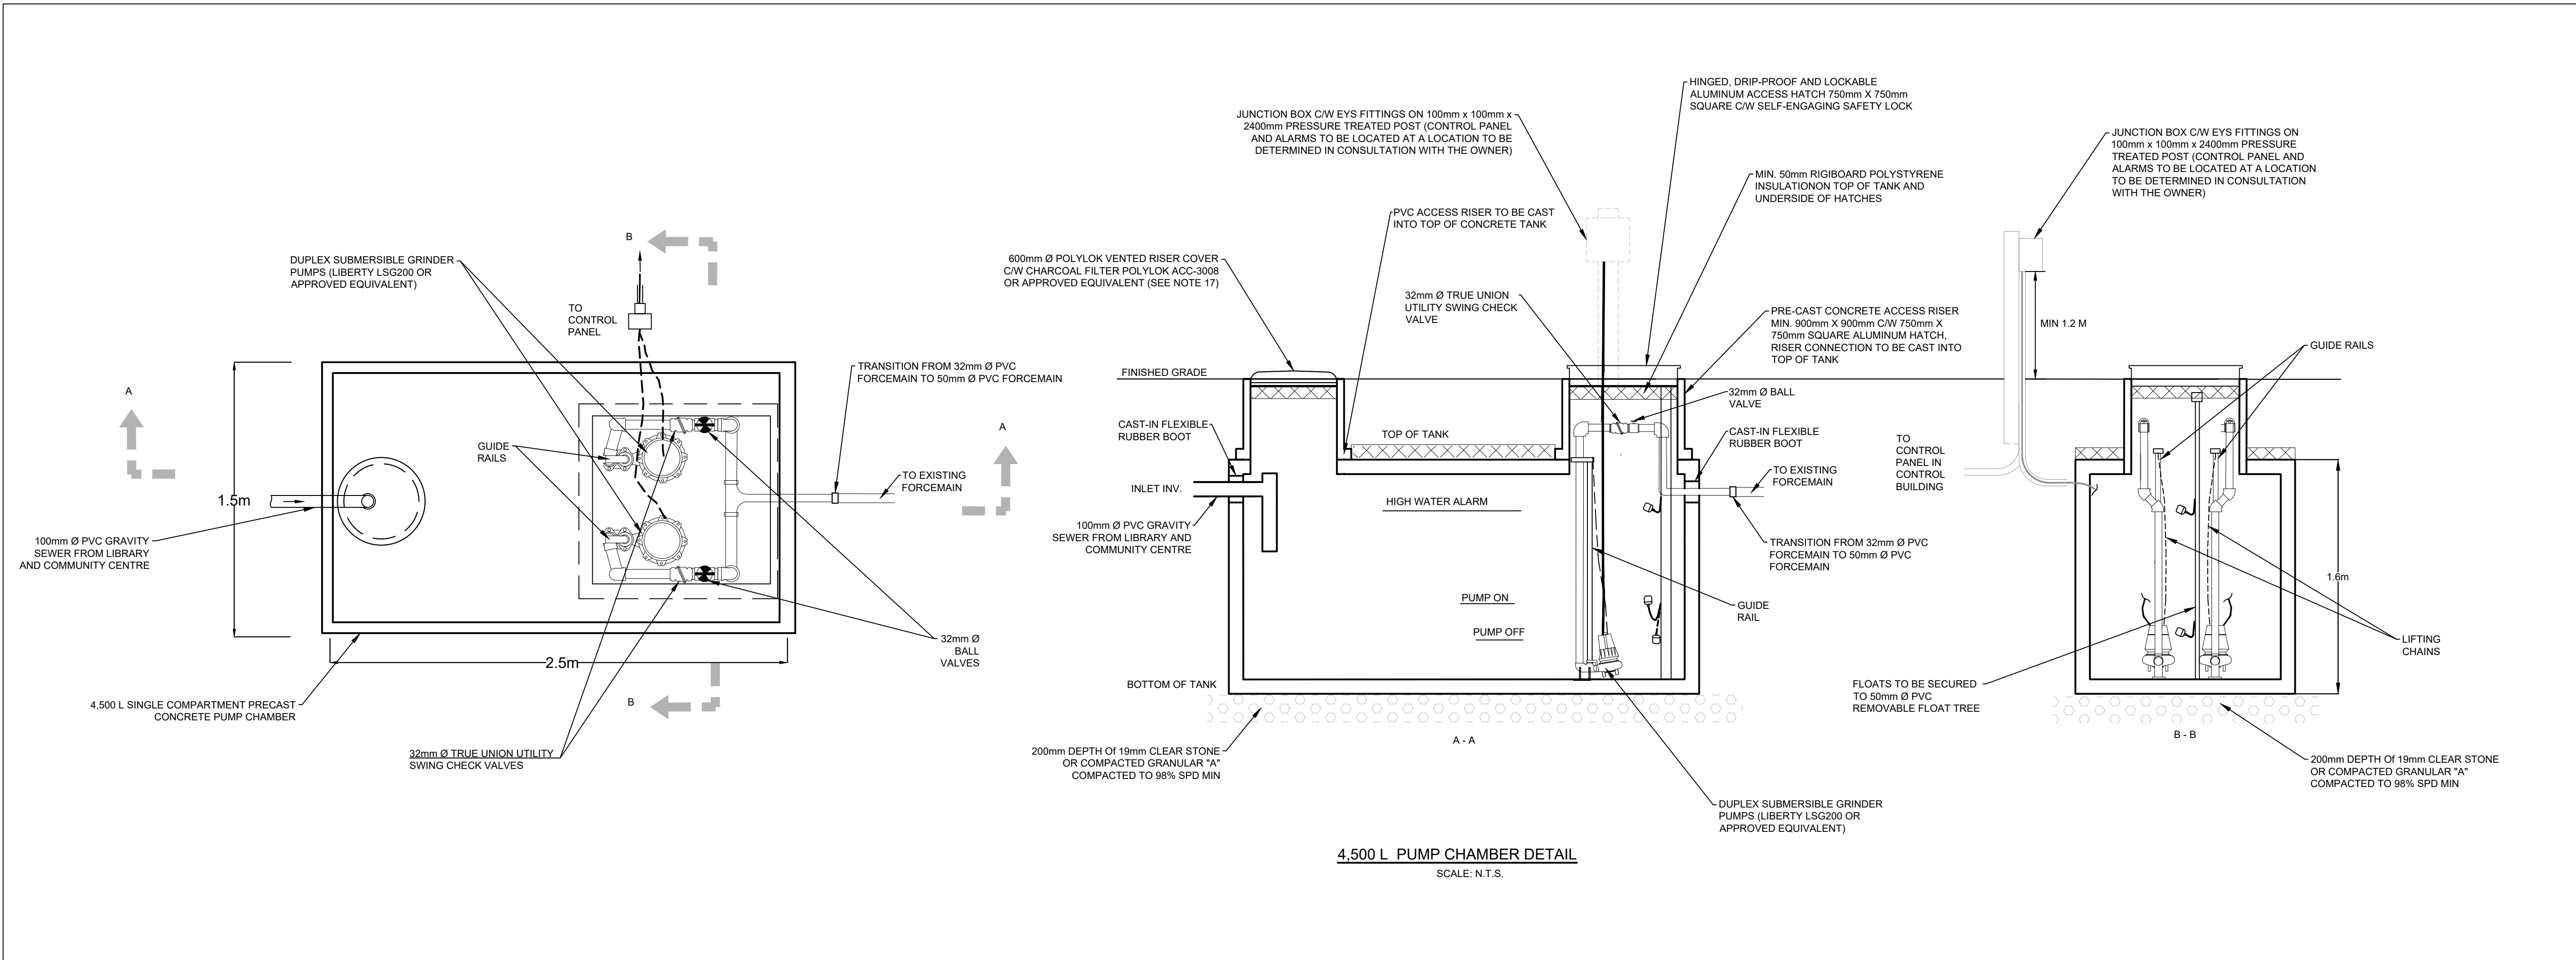 B
DUPLEX SUBMERSIBLE GRINDER
PUMPS (LIBERTY LSG200 OR
APPROVED EQUIVALENT)
TO
CONTROL
PANEL
A
GUIDE
RAILS
1.5m
100mm Ø PVC GRAVITY
SEWER FROM LIBRARY
AND COMMUNITY CENTRE
TRANSITION FROM 32mm Ø PVC
FORCEMAIN TO 50mm Ø PVC FORCEMAIN
A
TO EXISTING
FORCEMAIN
2.5m
32mm Ø
BALL
VALVES
B
4,500 L SINGLE COMPARTMENT PRECAST
CONCRETE PUMP CHAMBER
32mm Ø TRUE UNION UTILITY
SWING CHECK VALVES
HINGED, DRIP-PROOF AND LOCKABLE
ALUMINUM ACCESS HATCH 750mm X 750mm
SQUARE C/W SELF-ENGAGING SAFETY LOCK
JUNCTION BOX C/W EYS FITTINGS ON 100mm x 100mm x
2400mm PRESSURE TREATED POST (CONTROL PANEL
AND ALARMS TO BE LOCATED AT A LOCATION TO BE
DETERMINED IN CONSULTATION WITH THE OWNER)
MIN. 50mm RIGIBOARD POLYSTYRENE
INSULATIONON TOP OF TANK AND
UNDERSIDE OF HATCHES
PVC ACCESS RISER TO BE CAST
INTO TOP OF CONCRETE TANK
600mm Ø POLYLOK VENTED RISER COVER
C/W CHARCOAL FILTER POLYLOK ACC-3008
OR APPROVED EQUIVALENT (SEE NOTE 17)
32mm Ø TRUE UNION
UTILITY SWING CHECK
VALVE
PRE-CAST CONCRETE ACCESS RISER
MIN. 900mm X 900mm C/W 750mm X
750mm SQUARE ALUMINUM HATCH,
RISER CONNECTION TO BE CAST INTO
TOP OF TANK
FINISHED GRADE
32mm Ø BALL
VALVE
CAST-IN FLEXIBLE
RUBBER BOOT
TOP OF TANK
CAST-IN FLEXIBLE
RUBBER BOOT
TO EXISTING
FORCEMAIN
INLET INV.
HIGH WATER ALARM
100mm Ø PVC GRAVITY
SEWER FROM LIBRARY AND
COMMUNITY CENTRE
TRANSITION FROM 32mm Ø PVC
FORCEMAIN TO 50mm Ø PVC
FORCEMAIN
PUMP ON
GUIDE
RAIL
PUMP OFF
BOTTOM OF TANK
A - A
200mm DEPTH Of 19mm CLEAR STONE
OR COMPACTED GRANULAR "A"
COMPACTED TO 98% SPD MIN
DUPLEX SUBMERSIBLE GRINDER
PUMPS (LIBERTY LSG200 OR
APPROVED EQUIVALENT)
JUNCTION BOX C/W EYS FITTINGS ON
100mm x 100mm x 2400mm PRESSURE
TREATED POST (CONTROL PANEL AND
ALARMS TO BE LOCATED AT A LOCATION
TO BE DETERMINED IN CONSULTATION
WITH THE OWNER)
MIN 1.2 M
GUIDE RAILS
TO
CONTROL
PANEL IN
CONTROL
BUILDING
1.6m
LIFTING
CHAINS
FLOATS TO BE SECURED
TO 50mm Ø PVC
REMOVABLE FLOAT TREE
B - B
200mm DEPTH Of 19mm CLEAR STONE
OR COMPACTED GRANULAR "A"
COMPACTED TO 98% SPD MIN
4,500 L PUMP CHAMBER DETAIL
SCALE: N.T.S.